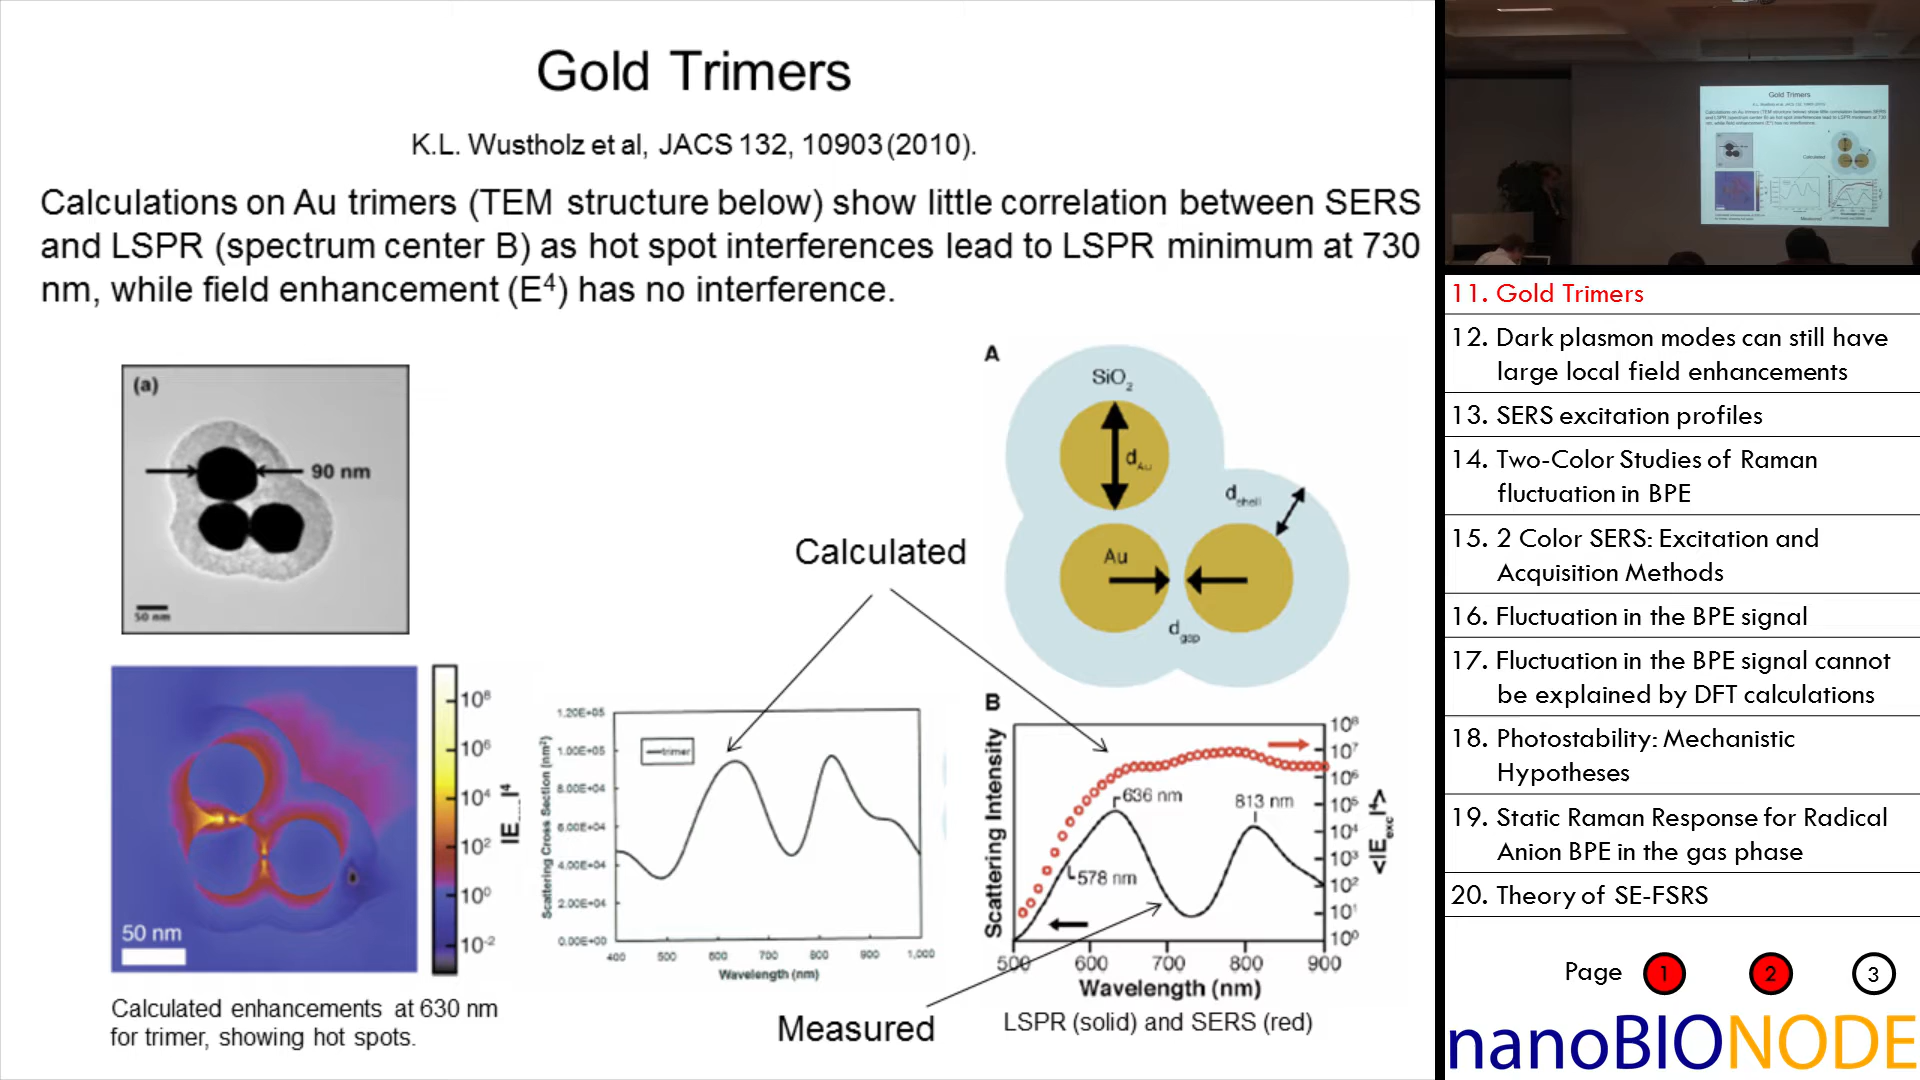 Gold Trimers
K.L. Wustholz et al, JACS 132, 10903 (2010).
Calculations on Au trimers (TEM structure below) show little correlation between SERS
and LSPR (spectrum center B) as hot spot interferences lead to LSPR minimum at 730
nm, while field enhancement (E⁴) has no interference.
(a)
90 nm
50 nm
A
SiO₂
d_Au
d_shell
Au
d_gap
Calculated
10⁸
10⁶
10⁴
10²
10⁰
10⁻²
50 nm
Calculated enhancements at 630 nm
for trimer, showing hot spots.
1.20E+05
1.00E+05
8.00E+04
6.00E+04
4.00E+04
2.00E+04
0.00E+00
Scattering Cross Section (nm²)
trimer
400 500 600 700 800 900 1,000
Wavelength (nm)
B
Scattering Intensity
636 nm
813 nm
578 nm
10⁸
10⁷
10⁶
10⁵
10⁴
10³
10²
10¹
10⁰
<|E_exc|⁴>
500 600 700 800 900
Wavelength (nm)
Measured
LSPR (solid) and SERS (red)
Gold Trimers
11. Gold Trimers
12. Dark plasmon modes can still have
large local field enhancements
13. SERS excitation profiles
14. Two-Color Studies of Raman
fluctuation in BPE
15. 2 Color SERS: Excitation and
Acquisition Methods
16. Fluctuation in the BPE signal
17. Fluctuation in the BPE signal cannot
be explained by DFT calculations
18. Photostability: Mechanistic
Hypotheses
19. Static Raman Response for Radical
Anion BPE in the gas phase
20. Theory of SE-FSRS
Page 1 2 3
nanoBIONODE